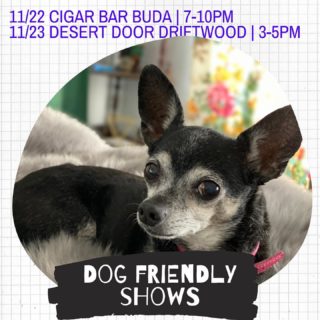 11/22 CIGAR BAR BUDA | 7-10PM
11/23 DESERT DOOR DRIFTWOOD | 3-5PM
DOG FRIENDLY
SHOWS